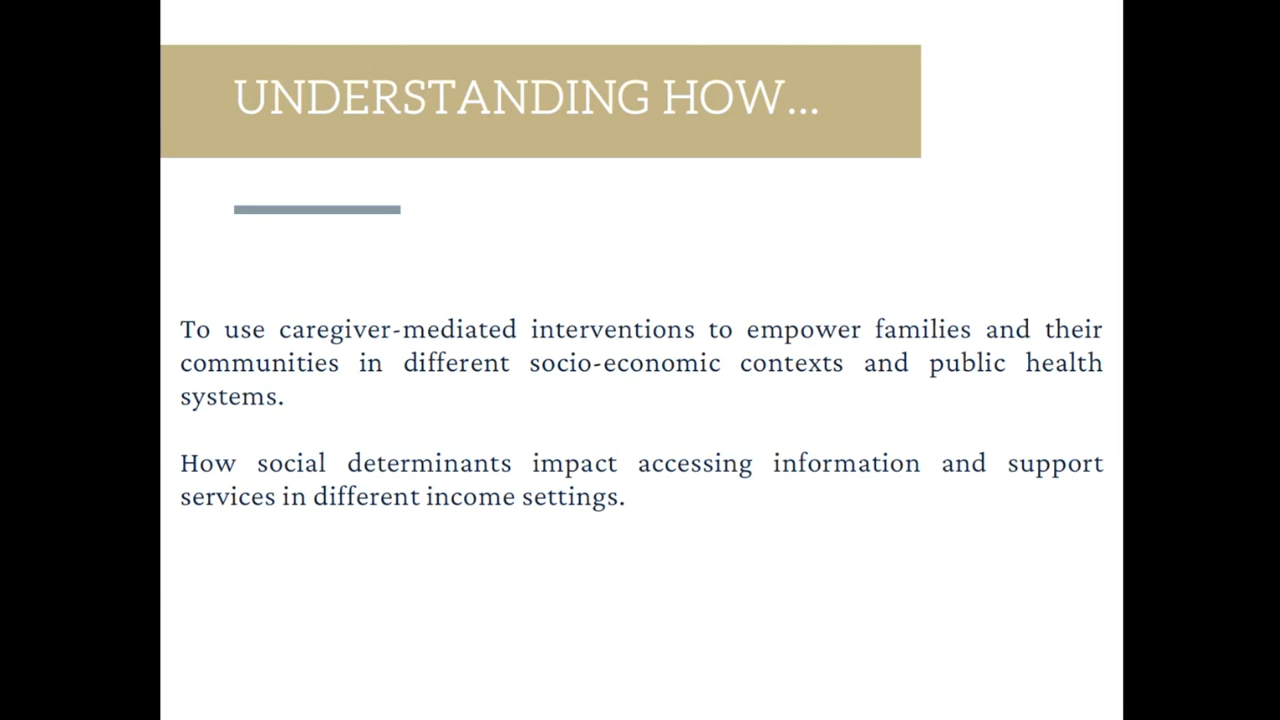 UNDERSTANDING HOW...
To use caregiver-mediated interventions to empower families and their
communities in different socio-economic contexts and public health
systems.
How social determinants impact accessing information and support
services in different income settings.